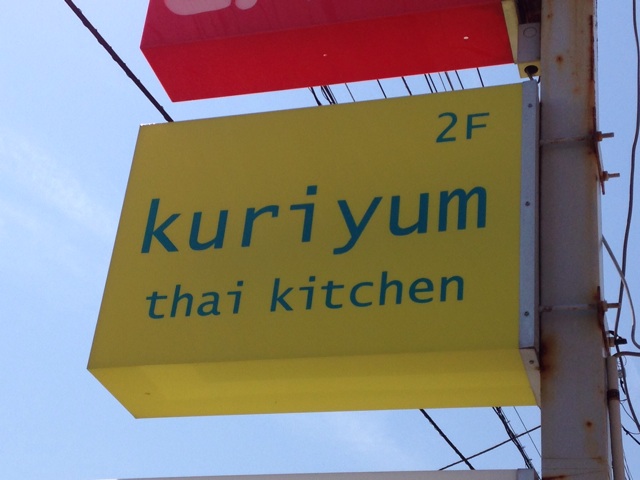 2F
kuriyum
thai kitchen